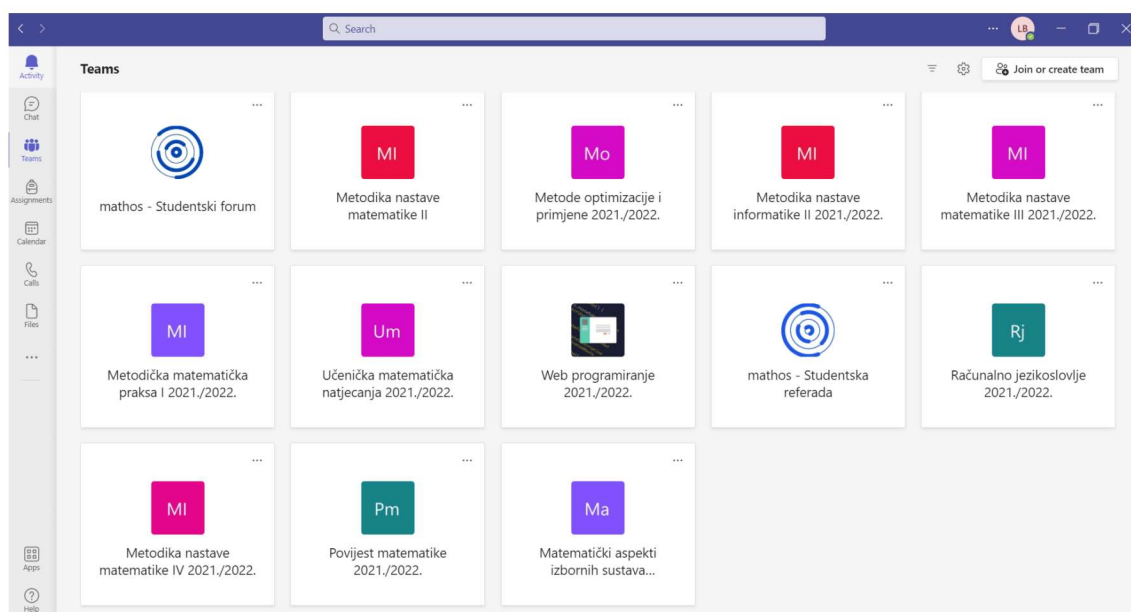 Search
LB
Activity
Chat
Teams
Assignments
Calendar
Calls
Files
Apps
Help
Teams
Join or create team
mathos - Studentski forum
MI
Metodika nastave
matematike II
Mo
Metode optimizacije i
primjene 2021./2022.
MI
Metodika nastave
informatike II 2021./2022.
MI
Metodika nastave
matematike III 2021./2022.
MI
Metodička matematička
praksa I 2021./2022.
Um
Učenička matematička
natjecanja 2021./2022.
Web programiranje
2021./2022.
mathos - Studentska
referada
Rj
Računalno jezikoslovlje
2021./2022.
MI
Metodika nastave
matematike IV 2021./2022.
Pm
Povijest matematike
2021./2022.
Ma
Matematički aspekti
izbornih sustava...